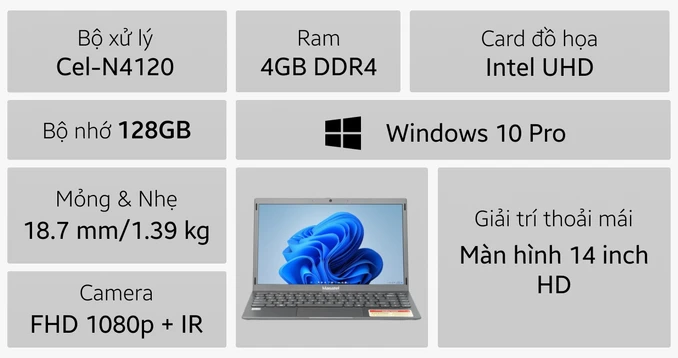 Bộ xử lý
Cel-N4120
Ram
4GB DDR4
Card đồ họa
Intel UHD
Bộ nhớ 128GB
Windows 10 Pro
Mỏng & Nhẹ
18.7 mm/1.39 kg
Giải trí thoải mái
Màn hình 14 inch
HD
Camera
FHD 1080p + IR